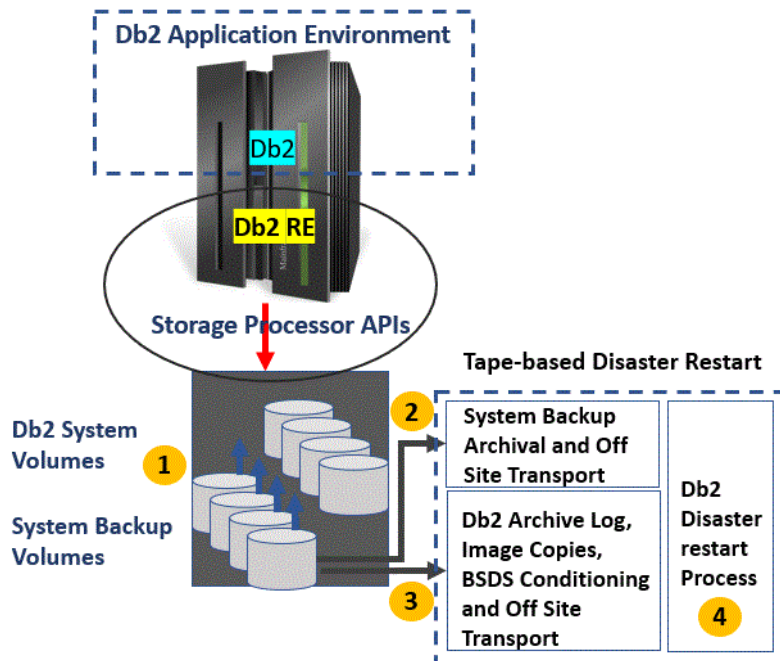 Db2 Application Environment
Db2
Db2 RE
Storage Processor APIs
Tape-based Disaster Restart
Db2 System
Volumes
1
System Backup
Volumes
2
System Backup
Archival and Off
Site Transport
3
Db2 Archive Log,
Image Copies,
BSDS Conditioning
and Off Site
Transport
Db2
Disaster
restart
Process
4